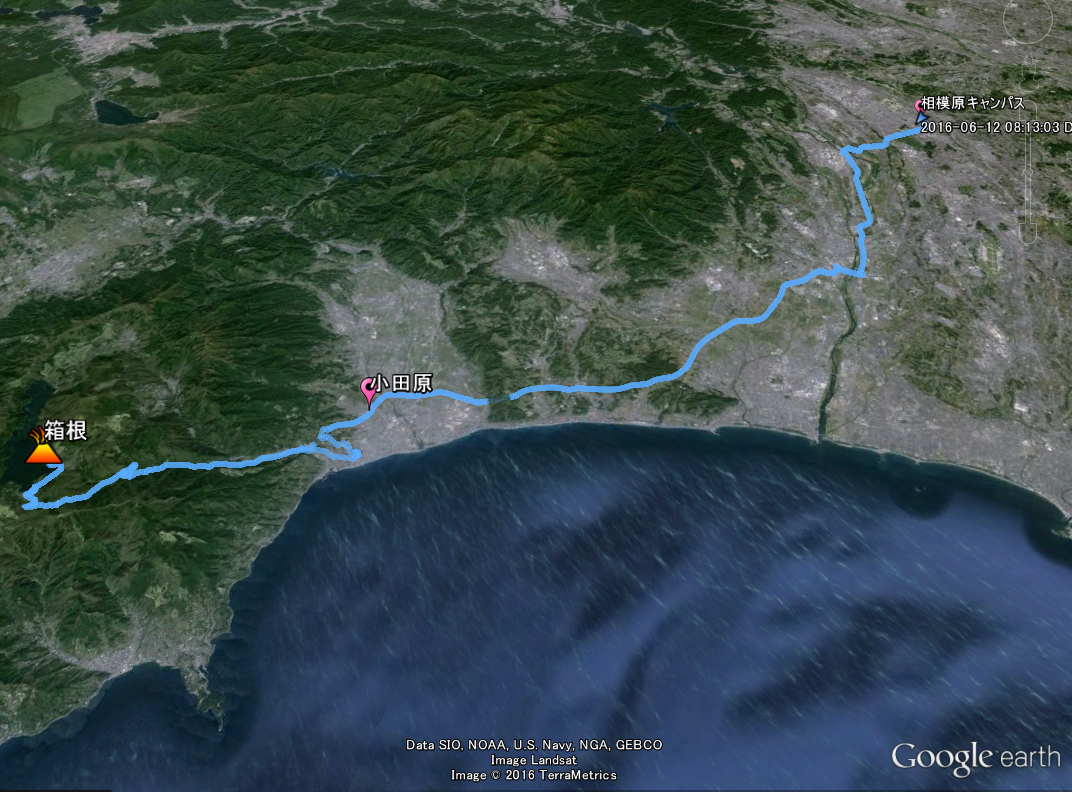 相模原キャンパス
2016-06-12 08:13:03 D
小田原
箱根
Data SIO, NOAA, U.S. Navy, NGA, GEBCO
Image Landsat
Image © 2016 TerraMetrics
Google earth